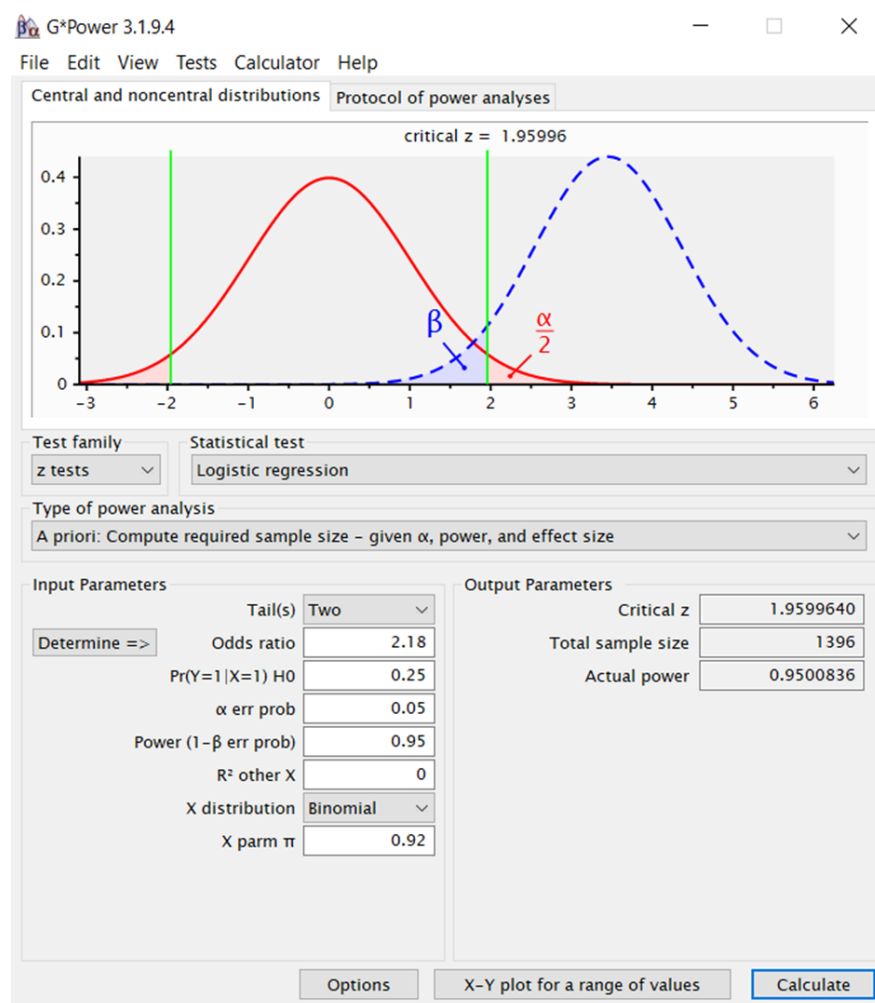 G*Power 3.1.9.4
File Edit View Tests Calculator Help
Central and noncentral distributions Protocol of power analyses
critical z = 1.95996
0.4
0.3
0.2
0.1
0
β
α
2
-3 -2 -1 0 1 2 3 4 5 6
Test family Statistical test
z tests Logistic regression
Type of power analysis
A priori: Compute required sample size – given α, power, and effect size
Input Parameters Output Parameters
Tail(s) Two Critical z 1.9599640
Determine => Odds ratio 2.18 Total sample size 1396
Pr(Y=1|X=1) H0 0.25 Actual power 0.9500836
α err prob 0.05
Power (1-β err prob) 0.95
R² other X 0
X distribution Binomial
X parm π 0.92
Options X-Y plot for a range of values Calculate